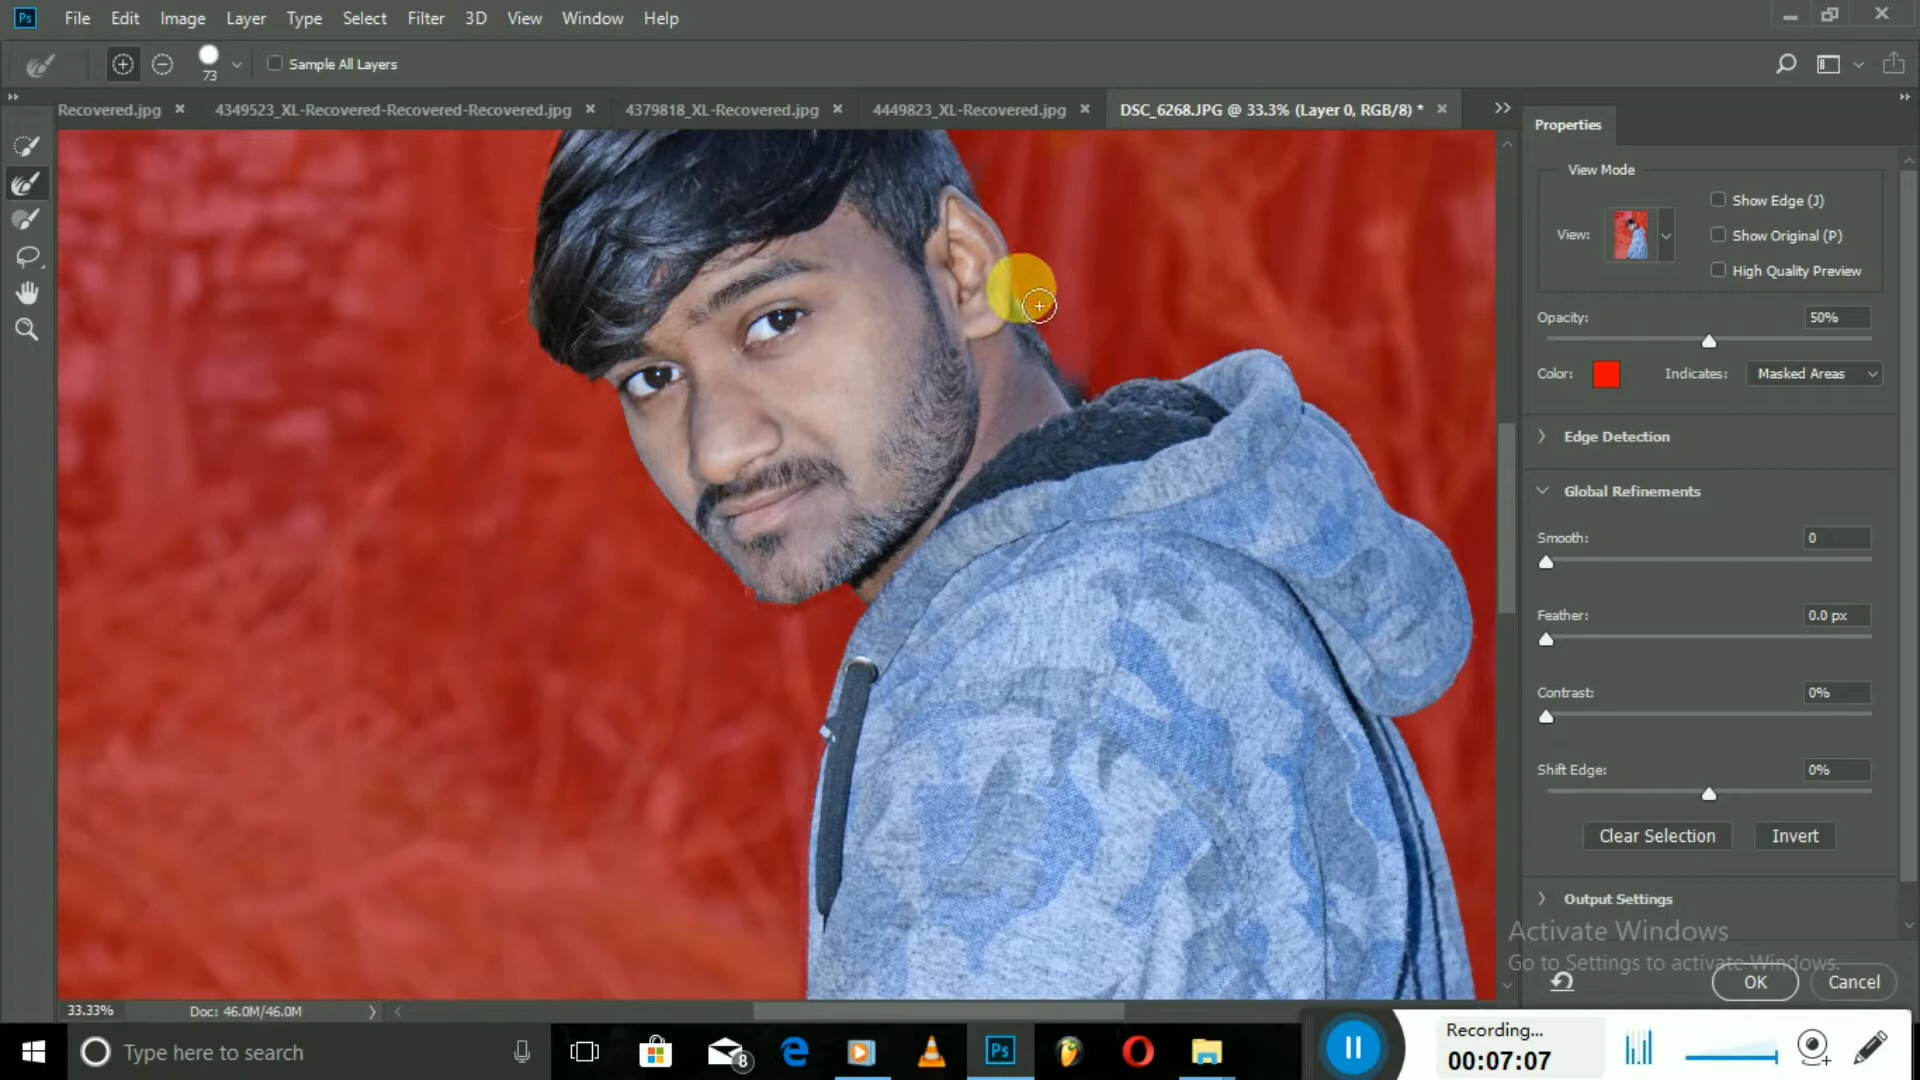 Ps File Edit Image Layer Type Select Filter 3D View Window Help
73 Sample All Layers
Recovered.jpg 4349523_XL-Recovered-Recovered-Recovered.jpg 4379818_XL-Recovered.jpg 4449823_XL-Recovered.jpg DSC_6268.JPG @ 33.3% (Layer 0, RGB/8) *
Properties
View Mode
View:
Show Edge (J)
Show Original (P)
High Quality Preview
Opacity: 50%
Color: Indicates: Masked Areas
Edge Detection
Global Refinements
Smooth: 0
Feather: 0.0 px
Contrast: 0%
Shift Edge: 0%
Clear Selection Invert
Output Settings
Activate Windows
Go to Settings to activate Windows.
OK Cancel
33.33% Doc: 46.0M/46.0M
Type here to search
8
Ps
Recording...
00:07:07